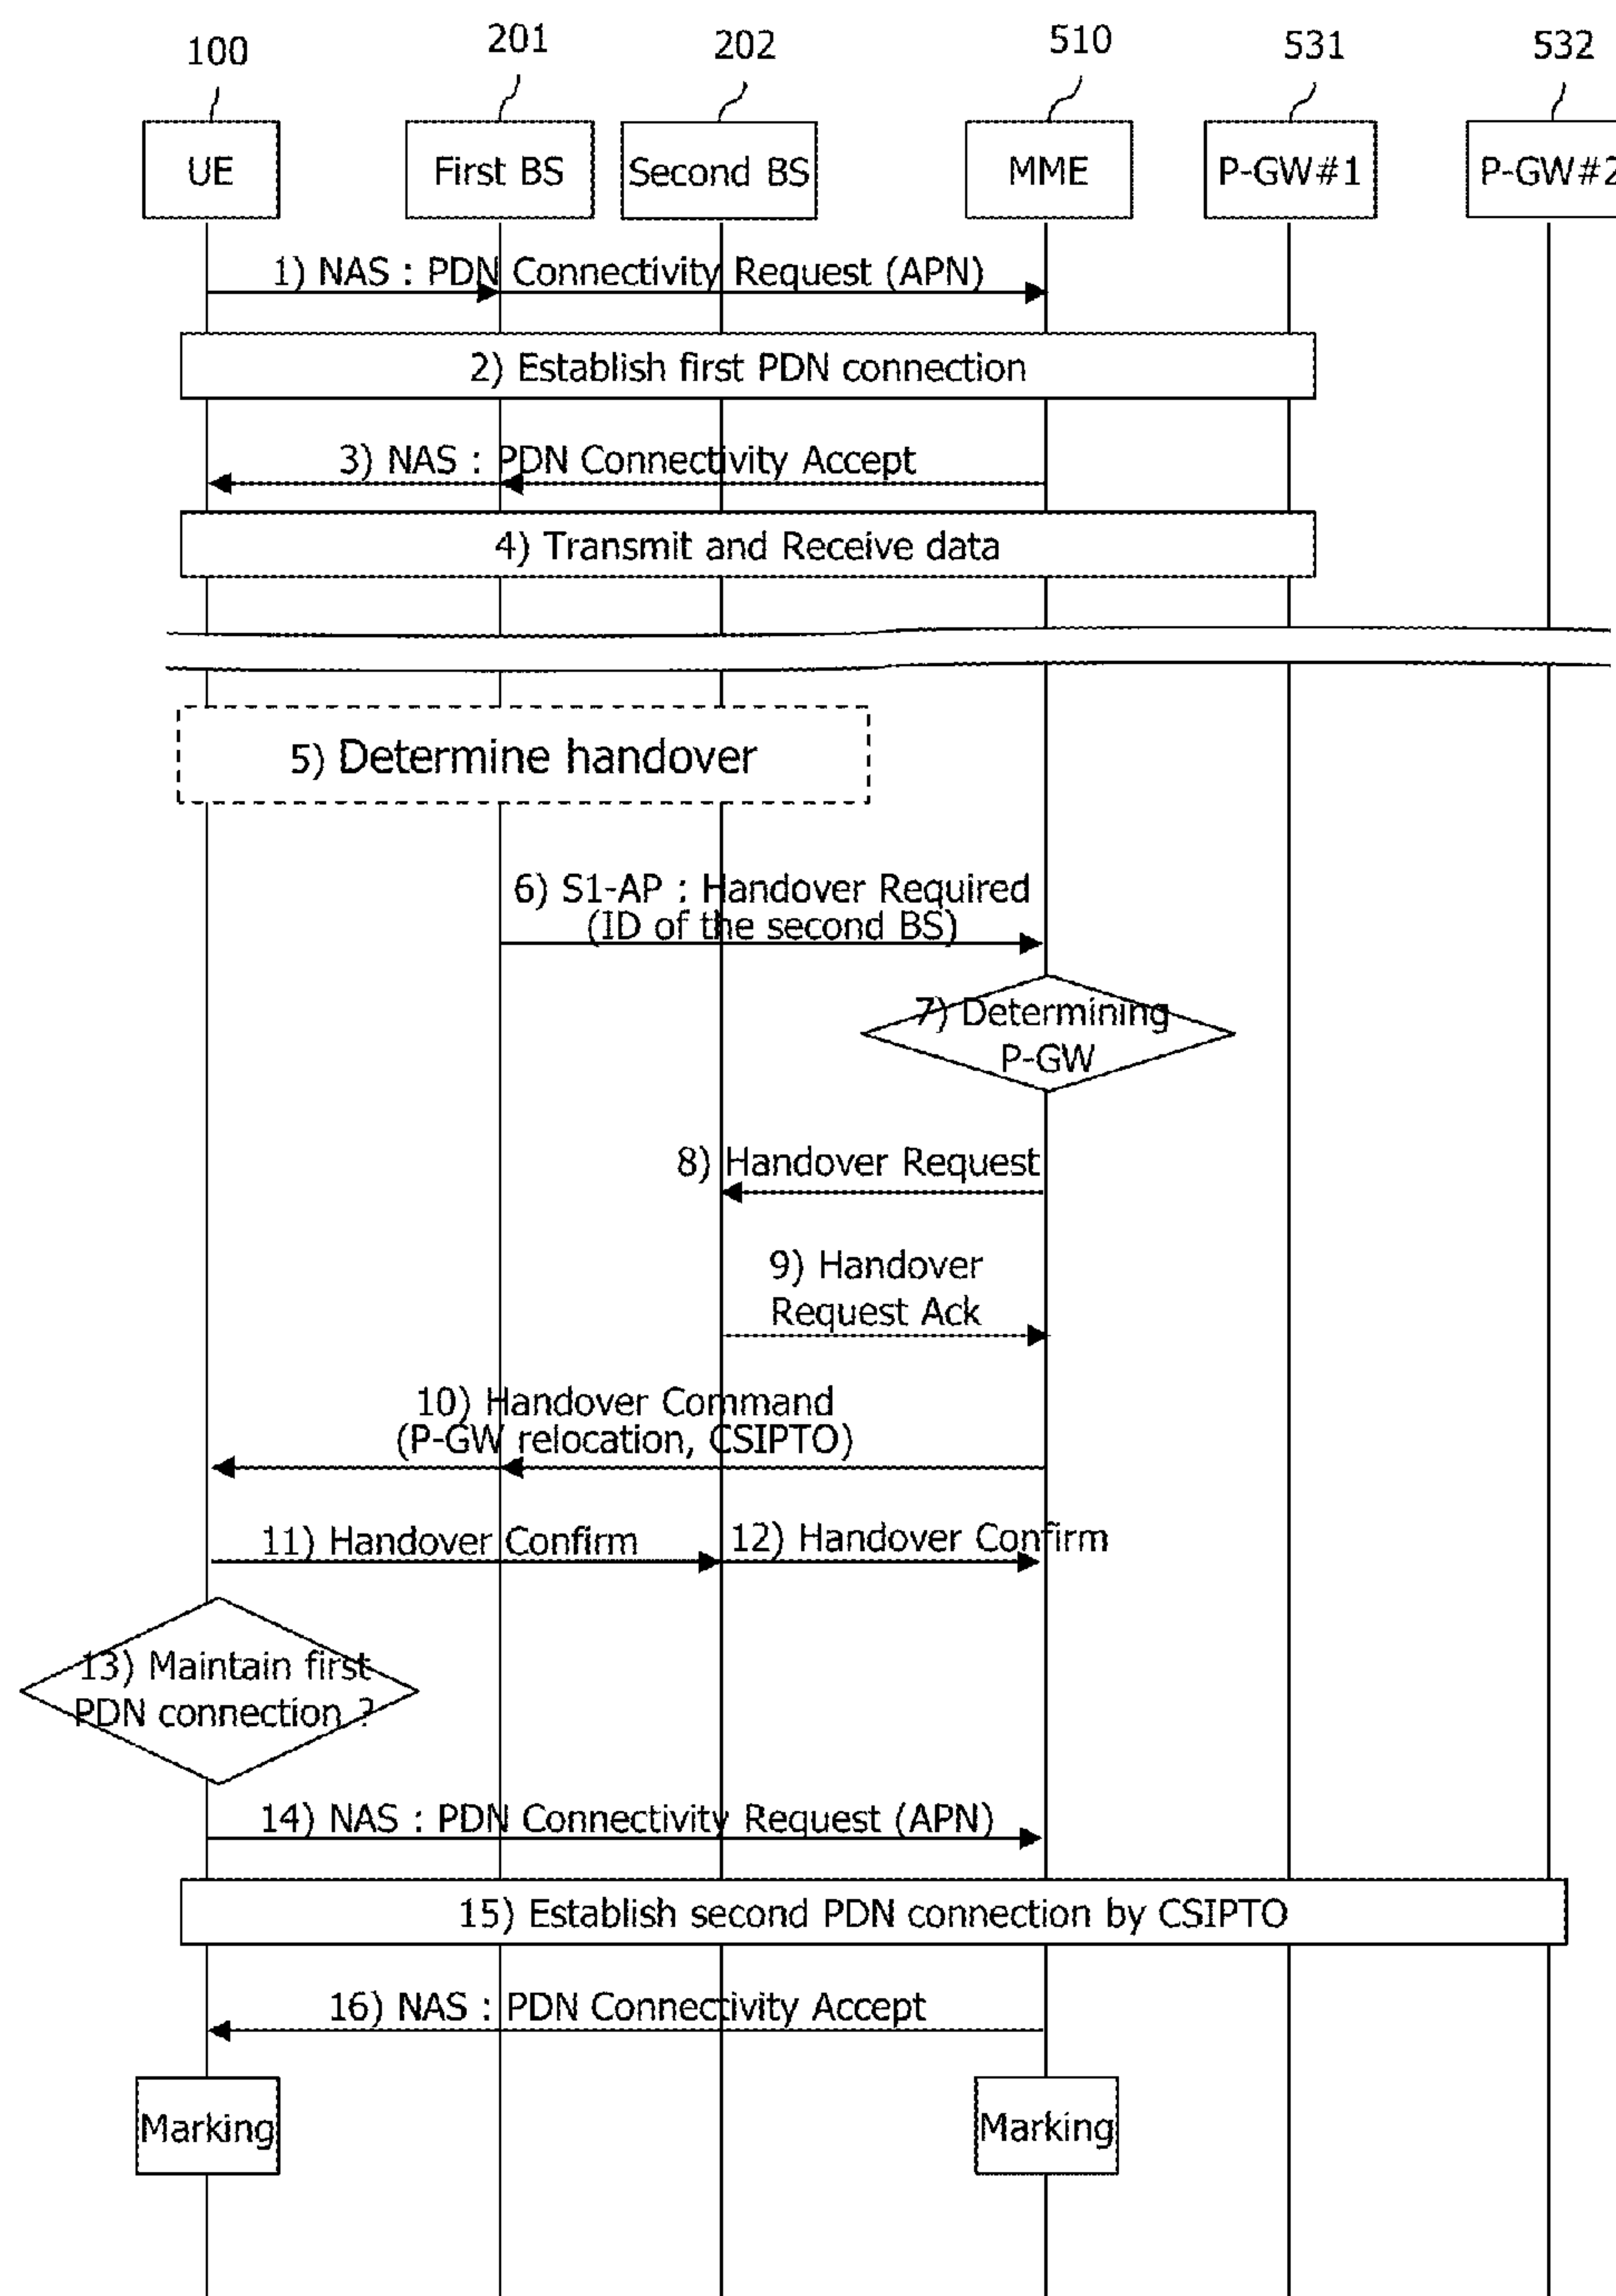 100
201
202
510
531
532
UE
First BS
Second BS
MME
P-GW#1
P-GW#2
1) NAS : PDN Connectivity Request (APN)
2) Establish first PDN connection
3) NAS : PDN Connectivity Accept
4) Transmit and Receive data
5) Determine handover
6) S1-AP : Handover Required
(ID of the second BS)
7) Determining
P-GW
8) Handover Request
9) Handover
Request Ack
10) Handover Command
(P-GW relocation, CSIPTO)
11) Handover Confirm
12) Handover Confirm
13) Maintain first
PDN connection ?
14) NAS : PDN Connectivity Request (APN)
15) Establish second PDN connection by CSIPTO
16) NAS : PDN Connectivity Accept
Marking
Marking